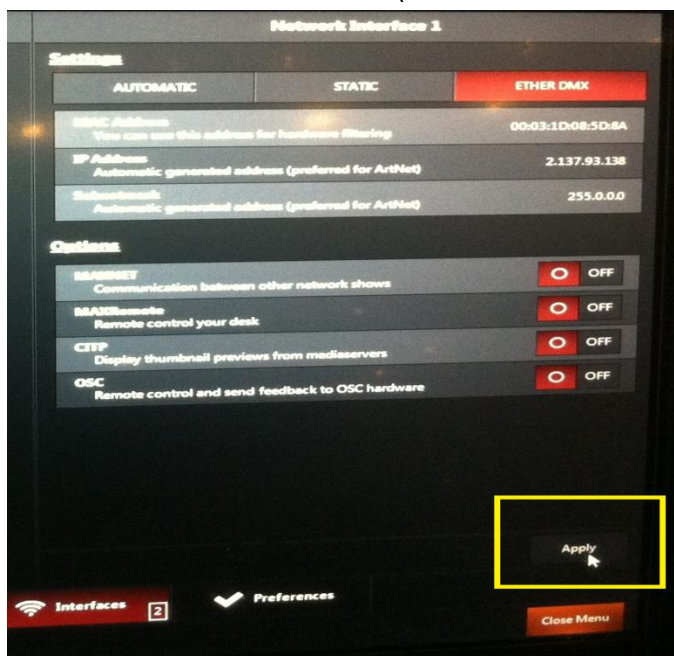 Network Interface 1
Settings
AUTOMATIC STATIC ETHER DMX
MAC Address 00:03:1D:08:5D:8A
You can use this address for hardware filtering
IP Address 2.137.93.138
Automatic generated address (preferred for ArtNet)
Subnetmask 255.0.0.0
Automatic generated address (preferred for ArtNet)
Options
MAXNET OFF
Communication between other network shows
MAXRemote OFF
Remote control your desk
CITP OFF
Display thumbnail previews from mediaservers
OSC OFF
Remote control and send feedback to OSC hardware
Apply
Interfaces 2 Preferences
Close Menu